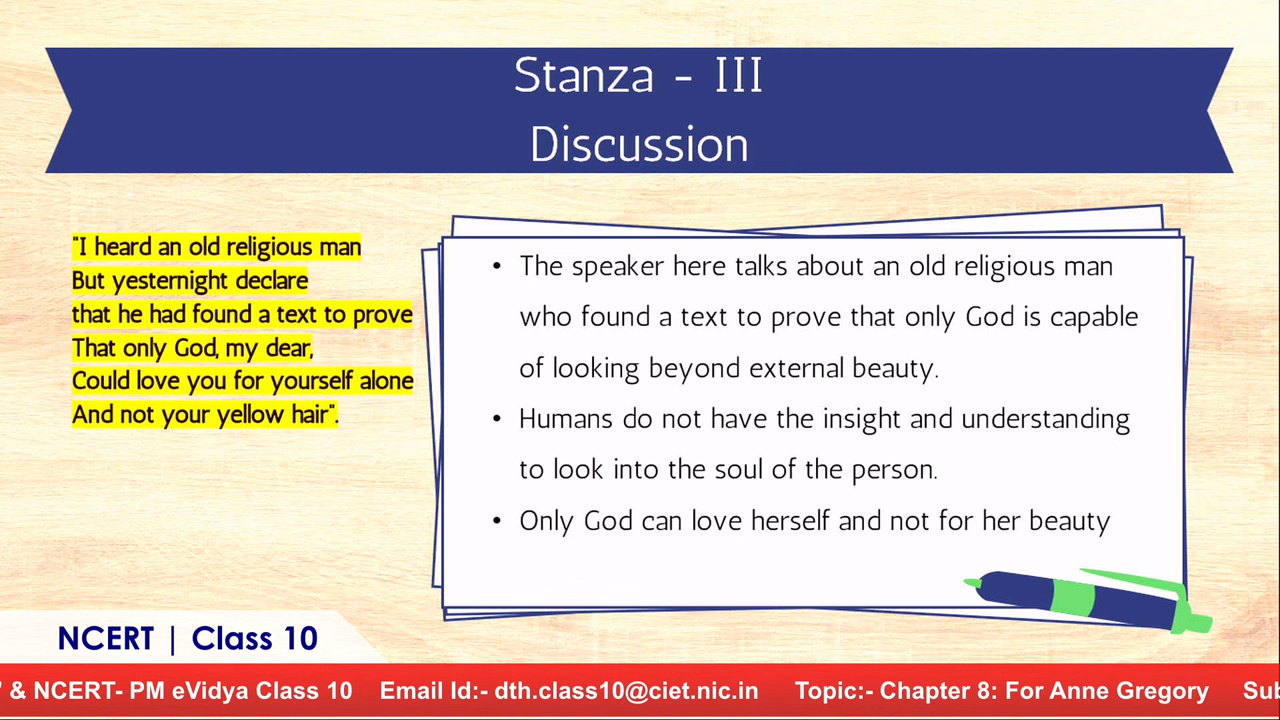 Stanza - III
Discussion
"I heard an old religious man
But yesternight declare
that he had found a text to prove
That only God, my dear,
Could love you for yourself alone
And not your yellow hair".
• The speaker here talks about an old religious man
who found a text to prove that only God is capable
of looking beyond external beauty.
• Humans do not have the insight and understanding
to look into the soul of the person.
• Only God can love herself and not for her beauty
NCERT | Class 10
' & NCERT- PM eVidya Class 10 Email Id:- dth.class10@ciet.nic.in Topic:- Chapter 8: For Anne Gregory Sub